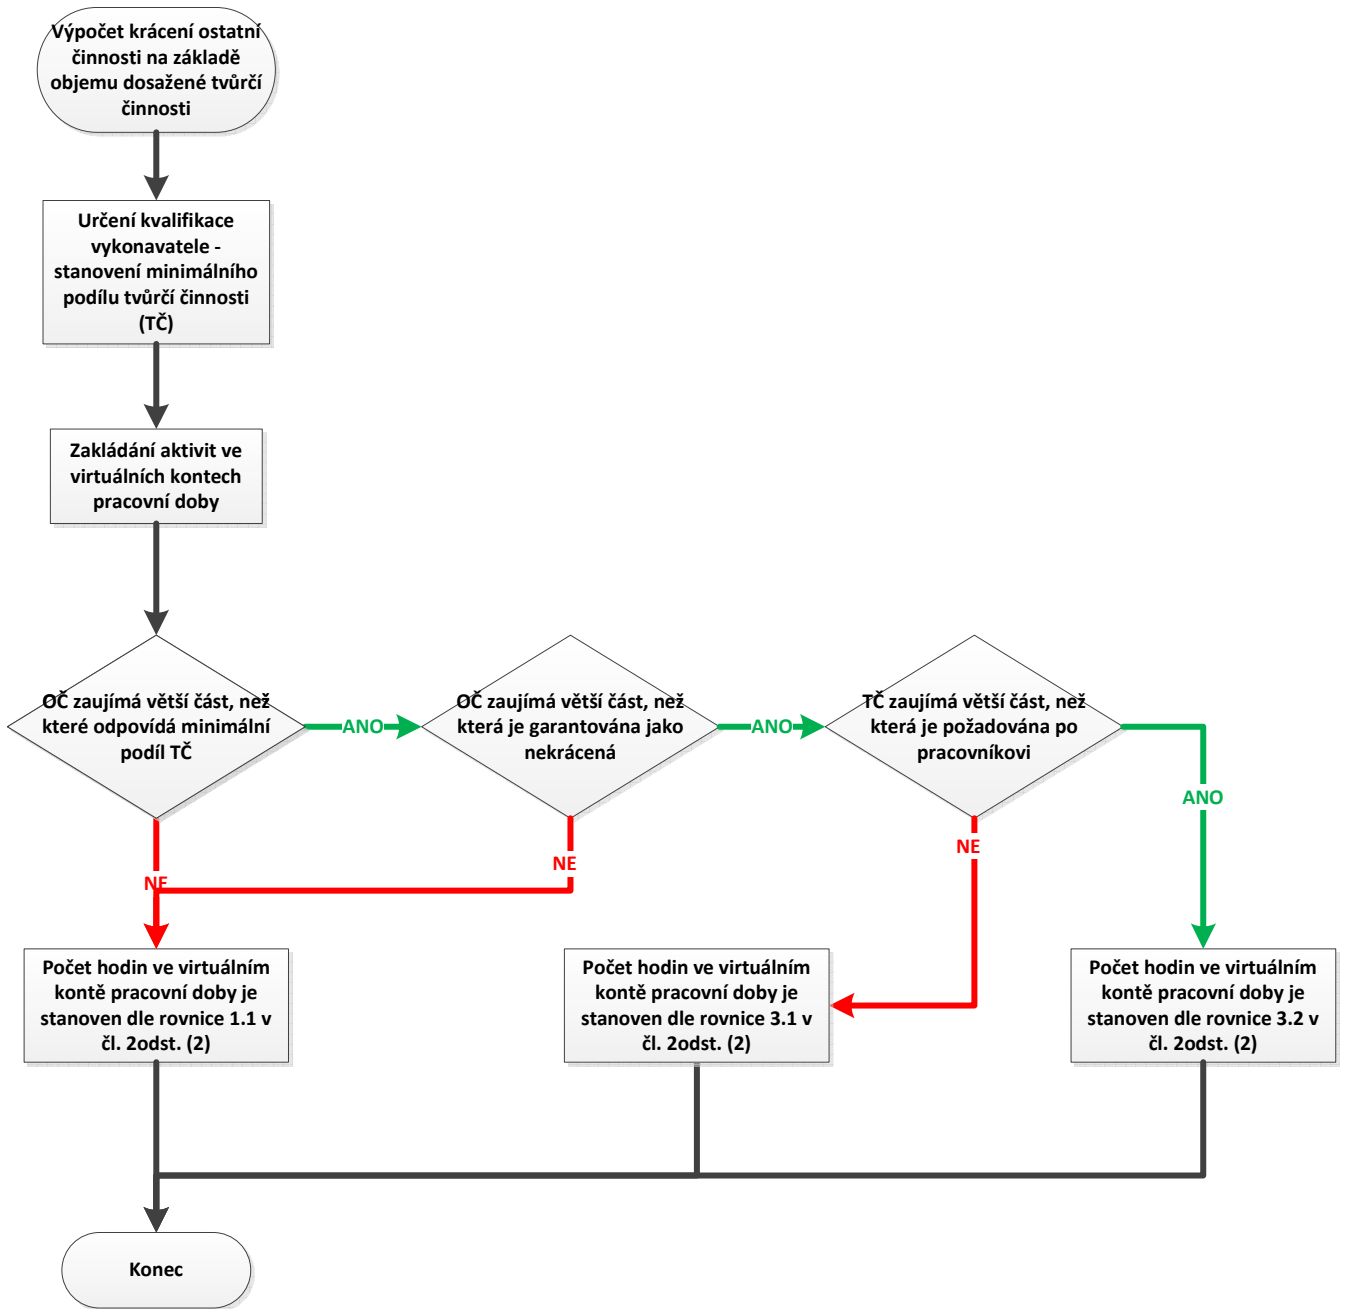 Výpočet krácení ostatní
činnosti na základě
objemu dosažené tvůrčí
činnosti
Určení kvalifikace
vykonavatele -
stanovení minimálního
podílu tvůrčí činnosti
(TČ)
Zakládání aktivit ve
virtuálních kontech
pracovní doby
OČ zaujímá větší část, než
které odpovídá minimální
podíl TČ
ANO
OČ zaujímá větší část, než
která je garantována jako
nekrácená
ANO
TČ zaujímá větší část, než
která je požadována po
pracovníkovi
ANO
NE
NE
NE
Počet hodin ve virtuálním
kontě pracovní doby je
stanoven dle rovnice 1.1 v
čl. 2odst. (2)
Počet hodin ve virtuálním
kontě pracovní doby je
stanoven dle rovnice 3.1 v
čl. 2odst. (2)
Počet hodin ve virtuálním
kontě pracovní doby je
stanoven dle rovnice 3.2 v
čl. 2odst. (2)
Konec